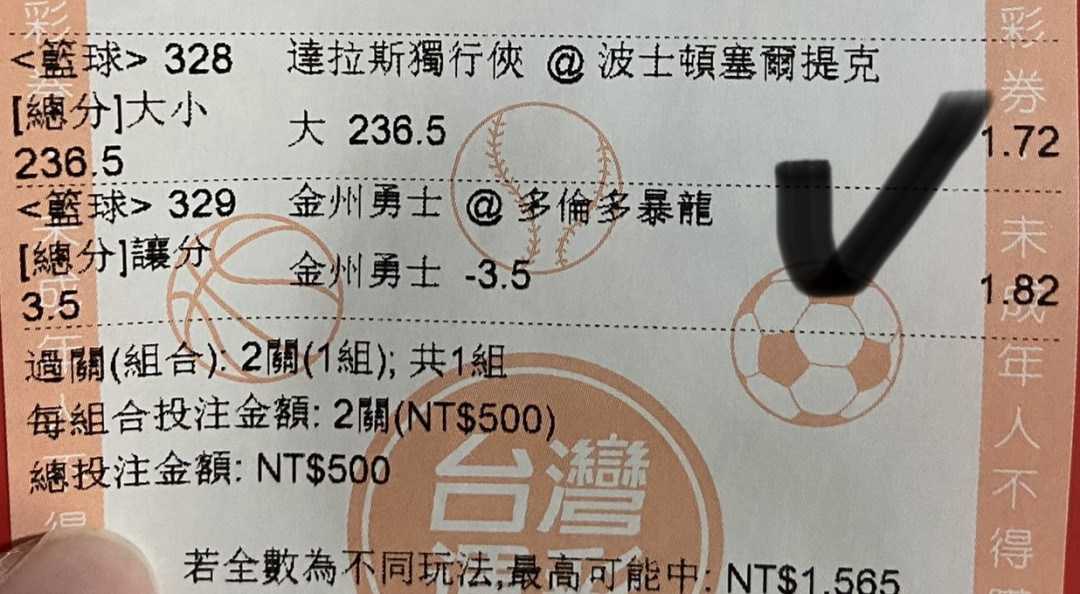 <籃球> 328 達拉斯獨行俠 @ 波士頓塞爾提克
[總分]大小 大 236.5 1.72
236.5
<籃球> 329 金州勇士 @ 多倫多暴龍
[總分]讓分 金州勇士 -3.5 1.82
3.5
過關(組合): 2關(1組); 共1組
每組合投注金額: 2關(NT$500)
總投注金額: NT$500
若全數為不同玩法,最高可能中: NT$1,565
台灣
彩券
未成年人不得